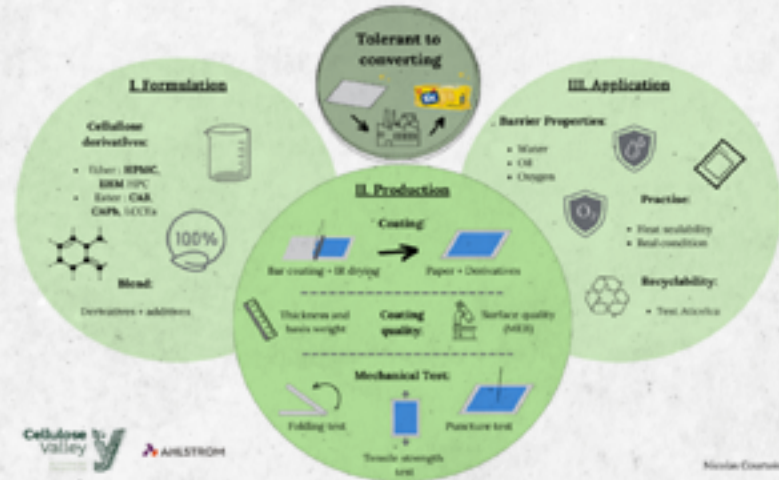 Tolerant to
converting
I. Formulation
Cellulose
derivatives:
Ether : HPMC,
HPC
Ester : CAB,
CAPh,
100%
Blend:
Derivatives + additives
II. Production
Coating:
Bar coating + IR drying
Paper + Derivatives
Thickness and
basis weight
Coating
quality:
Surface quality
(MEB)
Mechanical Test:
Folding test
Tensile strength
test
Puncture test
III. Application
Barrier Properties:
Water
Oil
Oxygen
O₂
Practise:
Heat sealability
Real condition
Recyclability:
Test
Cellulose
Valley
AHLSTROM
Nicolas